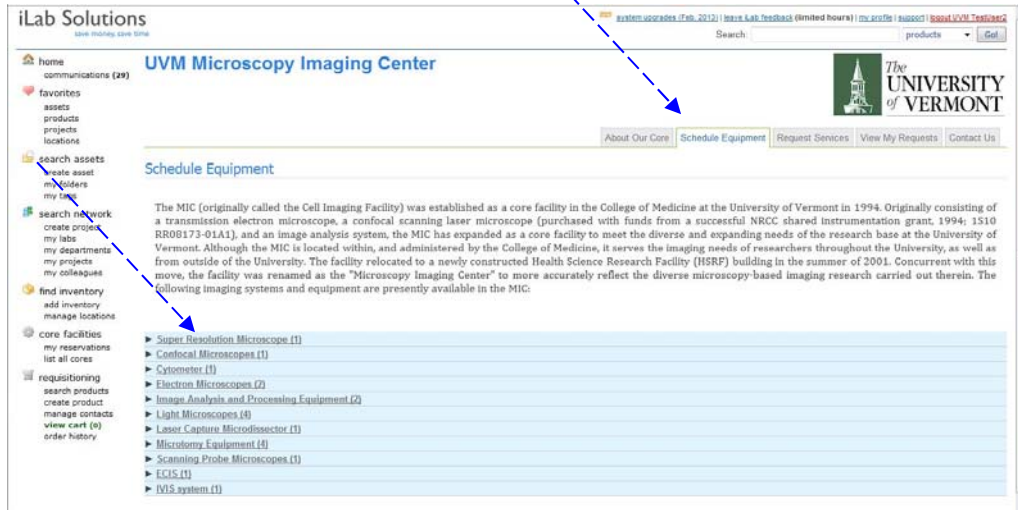 iLab Solutions
save money, save time
system upgrades (Feb. 2012) | leave iLab feedback (limited hours) | my profile | support | logout UVM TestUser2
Search: products Go!
home
communications (29)
favorites
assets
products
projects
locations
search assets
create asset
my folders
my tags
search network
create project
my labs
my departments
my projects
my colleagues
find inventory
add inventory
manage locations
core facilities
my reservations
list all cores
requisitioning
search products
create product
manage contacts
view cart (0)
order history
UVM Microscopy Imaging Center
The
UNIVERSITY
of VERMONT
About Our Core Schedule Equipment Request Services View My Requests Contact Us
Schedule Equipment
The MIC (originally called the Cell Imaging Facility) was established as a core facility in the College of Medicine at the University of Vermont in 1994. Originally consisting of
a transmission electron microscope, a confocal scanning laser microscope (purchased with funds from a successful NRCC shared instrumentation grant, 1994; 1S10
RR08173-01A1), and an image analysis system, the MIC has expanded as a core facility to meet the diverse and expanding needs of the research base at the University of
Vermont. Although the MIC is located within, and administered by the College of Medicine, it serves the imaging needs of researchers throughout the University, as well as
from outside of the University. The facility relocated to a newly constructed Health Science Research Facility (HSRF) building in the summer of 2001. Concurrent with this
move, the facility was renamed as the "Microscopy Imaging Center" to more accurately reflect the diverse microscopy-based imaging research carried out therein. The
following imaging systems and equipment are presently available in the MIC:
Super Resolution Microscope (1)
Confocal Microscopes (1)
Cytometer (1)
Electron Microscopes (2)
Image Analysis and Processing Equipment (2)
Light Microscopes (4)
Laser Capture Microdissector (1)
Microtomy Equipment (4)
Scanning Probe Microscopes (1)
ECIS (1)
IVIS system (1)